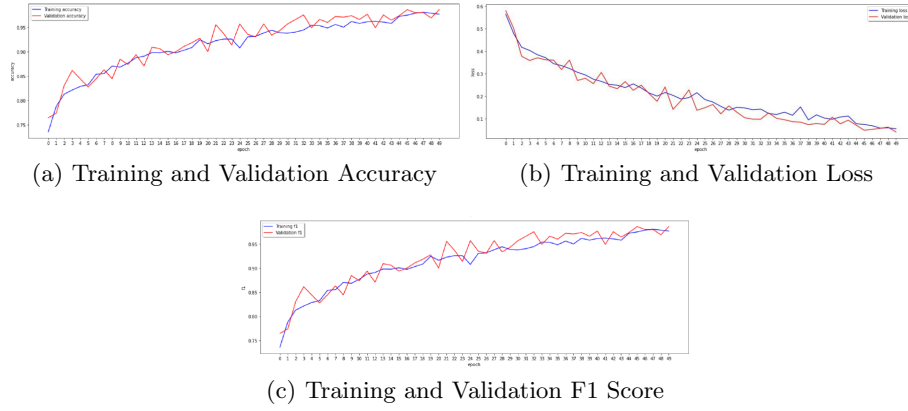 Training accuracy
Validation accuracy
accuracy
0.95
0.90
0.85
0.80
0.75
0 1 2 3 4 5 6 7 8 9 10 11 12 13 14 15 16 17 18 19 20 21 22 23 24 25 26 27 28 29 30 31 32 33 34 35 36 37 38 39 40 41 42 43 44 45 46 47 48 49
epoch
(a) Training and Validation Accuracy
Training loss
Validation loss
loss
0.6
0.5
0.4
0.3
0.2
0.1
0 1 2 3 4 5 6 7 8 9 10 11 12 13 14 15 16 17 18 19 20 21 22 23 24 25 26 27 28 29 30 31 32 33 34 35 36 37 38 39 40 41 42 43 44 45 46 47 48 49
epoch
(b) Training and Validation Loss
Training f1
Validation f1
f1
0.95
0.90
0.85
0.80
0.75
0 1 2 3 4 5 6 7 8 9 10 11 12 13 14 15 16 17 18 19 20 21 22 23 24 25 26 27 28 29 30 31 32 33 34 35 36 37 38 39 40 41 42 43 44 45 46 47 48 49
epoch
(c) Training and Validation F1 Score